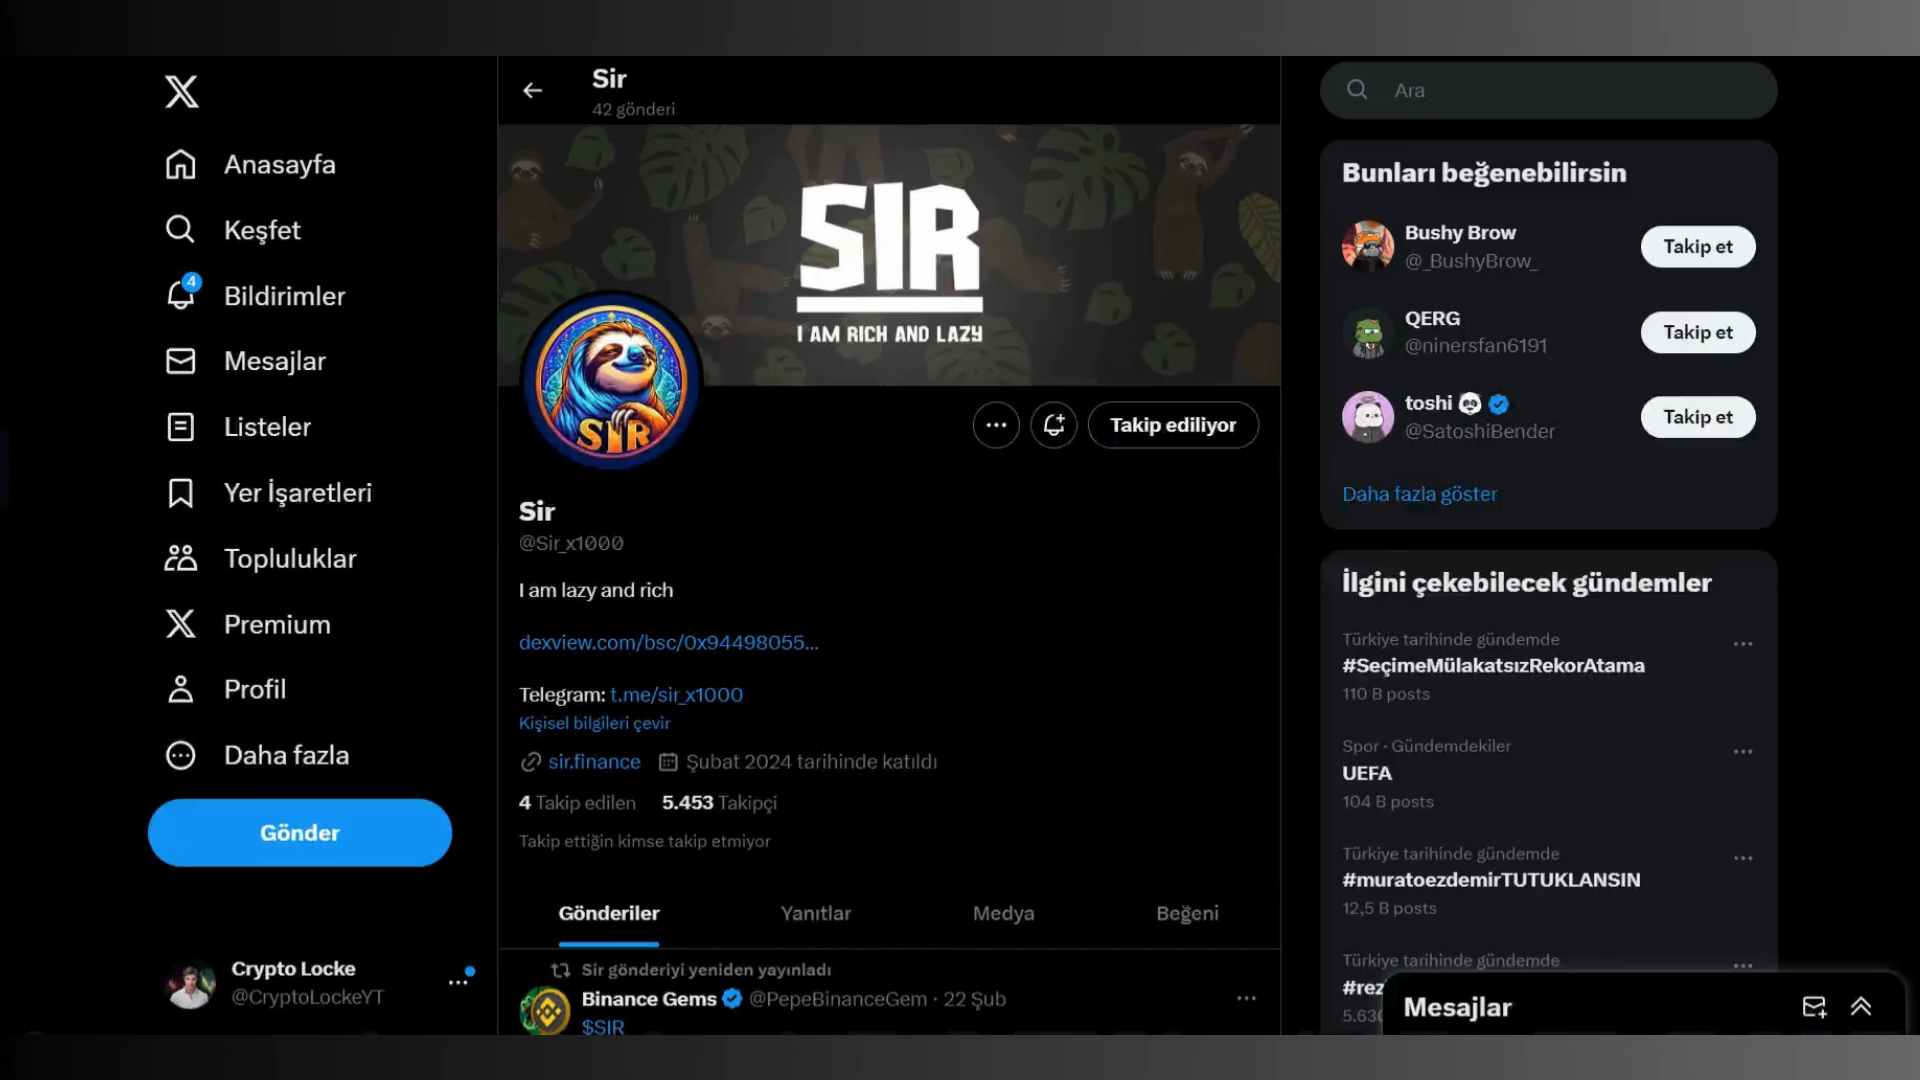 Anasayfa
Keşfet
4
Bildirimler
Mesajlar
Listeler
Yer İşaretleri
Topluluklar
Premium
Profil
Daha fazla
Gönder
Crypto Locke
@CryptoLockeYT
Sir
42 gönderi
SIR
I AM RICH AND LAZY
SIR
Takip ediliyor
Sir
@Sir_x1000
I am lazy and rich
dexview.com/bsc/0x94498055...
Telegram: t.me/sir_x1000
Kişisel bilgileri çevir
sir.finance Şubat 2024 tarihinde katıldı
4 Takip edilen 5.453 Takipçi
Takip ettiğin kimse takip etmiyor
Gönderiler Yanıtlar Medya Beğeni
Sir gönderiyi yeniden yayınladı
Binance Gems @PepeBinanceGem · 22 Şub
$SIR
Ara
Bunları beğenebilirsin
Bushy Brow
@_BushyBrow_
Takip et
QERG
@ninersfan6191
Takip et
toshi
@SatoshiBender
Takip et
Daha fazla göster
İlgini çekebilecek gündemler
Türkiye tarihinde gündemde
#SeçimeMülakatsızRekorAtama
110 B posts
Spor · Gündemdekiler
UEFA
104 B posts
Türkiye tarihinde gündemde
#muratoezdemirTUTUKLANSIN
12,5 B posts
Türkiye tarihinde gündemde
#rez
5.630
Mesajlar